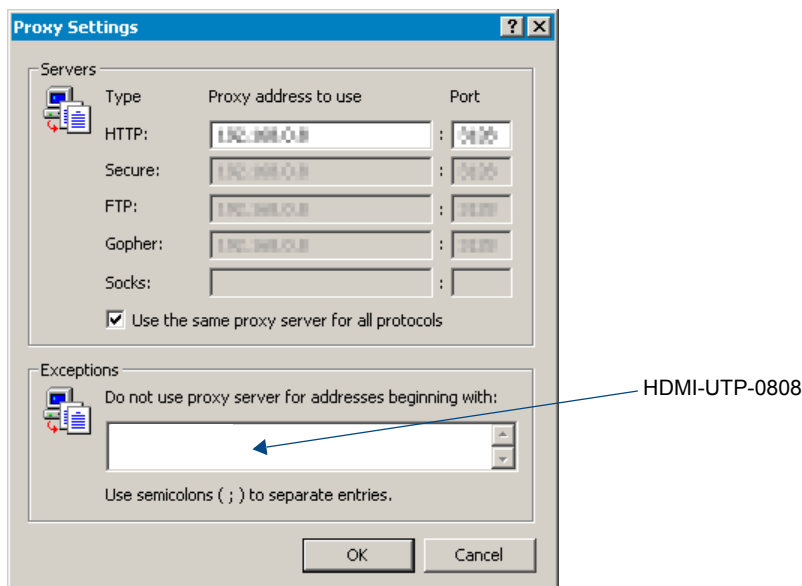 Proxy Settings
Servers
Type Proxy address to use Port
HTTP: :
Secure: :
FTP: :
Gopher: :
Socks: :
Use the same proxy server for all protocols
Exceptions
Do not use proxy server for addresses beginning with:
HDMI-UTP-0808
Use semicolons ( ; ) to separate entries.
OK Cancel